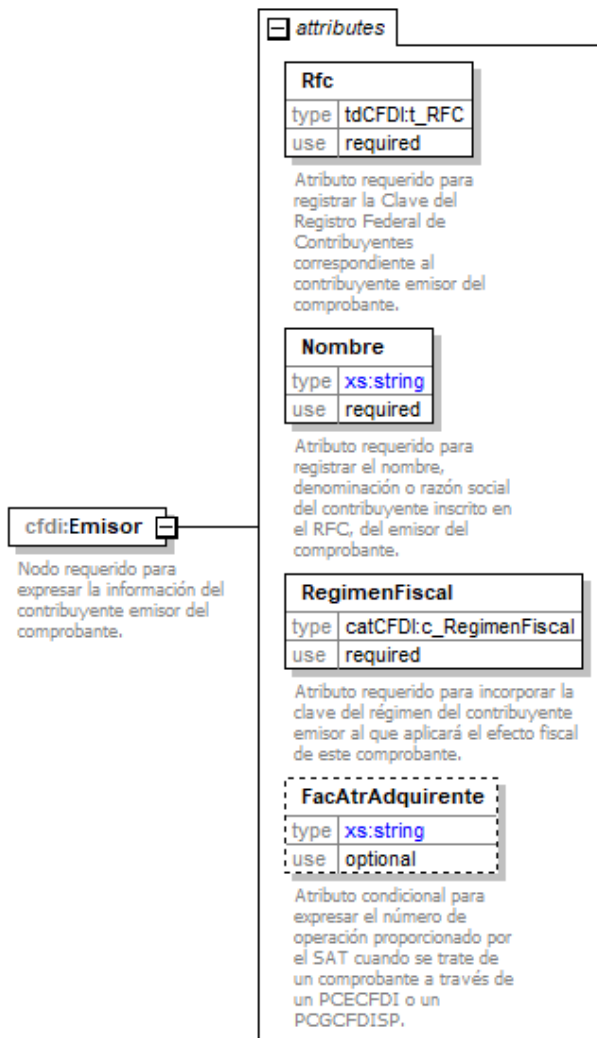 attributes
Rfc
type tdCFDI:t_RFC
use required
Atributo requerido para
registrar la Clave del
Registro Federal de
Contribuyentes
correspondiente al
contribuyente emisor del
comprobante.
Nombre
type xs:string
use required
Atributo requerido para
registrar el nombre,
denominación o razón social
del contribuyente inscrito en
el RFC, del emisor del
comprobante.
cfdi:Emisor
Nodo requerido para
expresar la información del
contribuyente emisor del
comprobante.
RegimenFiscal
type catCFDI:c_RegimenFiscal
use required
Atributo requerido para incorporar la
clave del régimen del contribuyente
emisor al que aplicará el efecto fiscal
de este comprobante.
FacAtrAdquirente
type xs:string
use optional
Atributo condicional para
expresar el número de
operación proporcionado por
el SAT cuando se trate de
un comprobante a través de
un PCECFDI o un
PCGCFDISP.